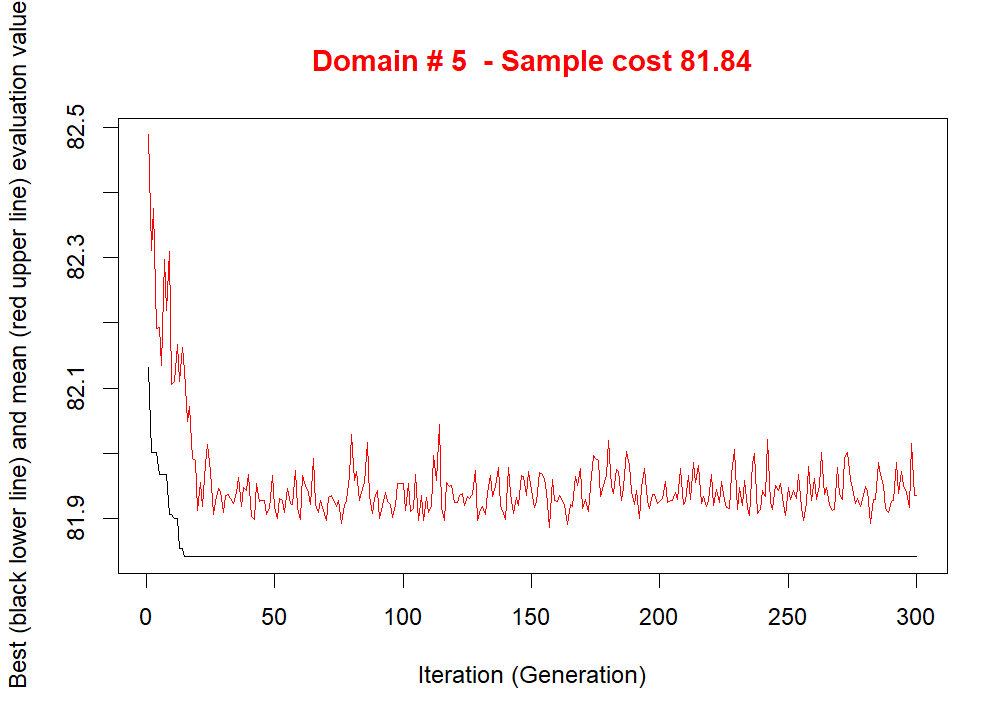 Domain # 5  - Sample cost 81.84
Best (black lower line) and mean (red upper line) evaluation value
82.5
82.3
82.1
81.9
0 50 100 150 200 250 300
Iteration (Generation)